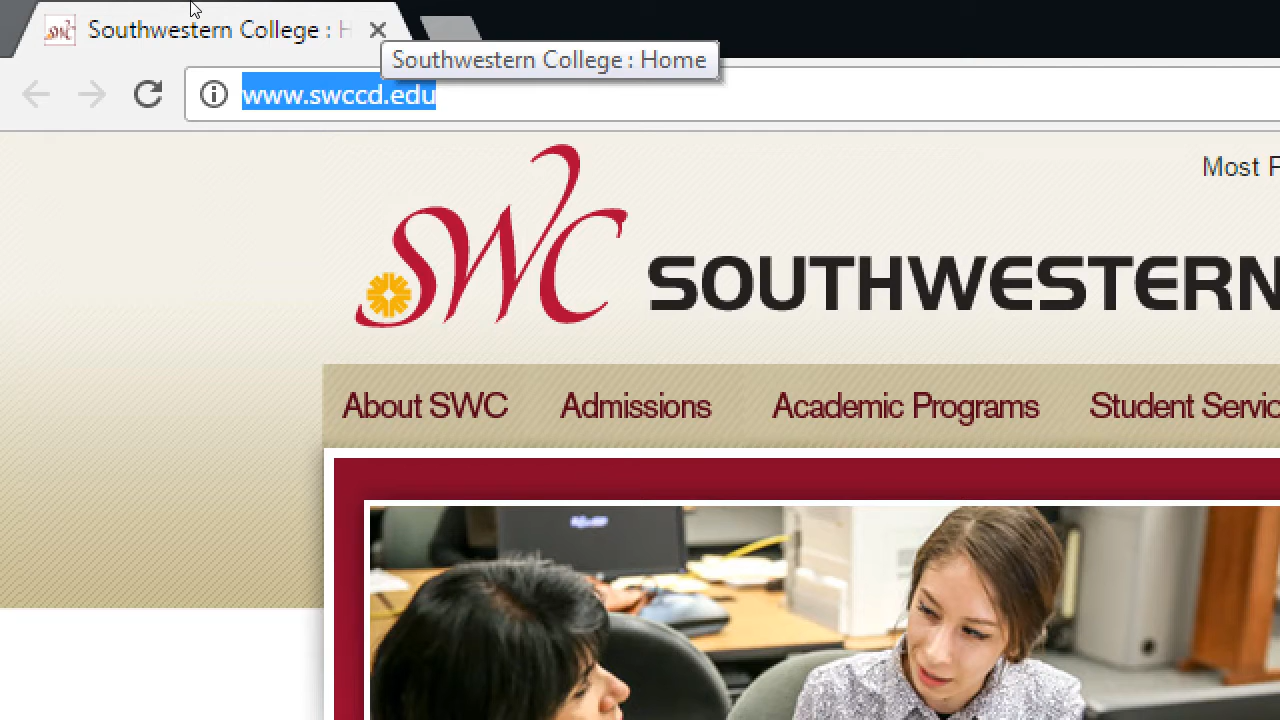 Southwestern College : H
Southwestern College : Home
www.swccd.edu
Most P
SWC SOUTHWESTERN
About SWC Admissions Academic Programs Student Servic